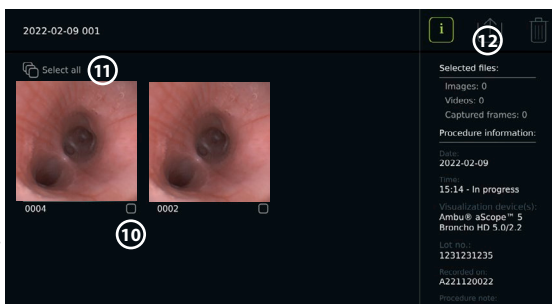 2022-02-09 001
i
12
Select all
11
0004
0002
10
Selected files:
Images: 0
Videos: 0
Captured frames: 0
Procedure information:
Date:
2022-02-09
Time:
15:14 - In progress
Visualization device(s):
Ambu® aScope™ 5
Broncho HD 5.0/2.2
Lot no.:
1231231235
Recorded on:
A221120022
Procedure note: